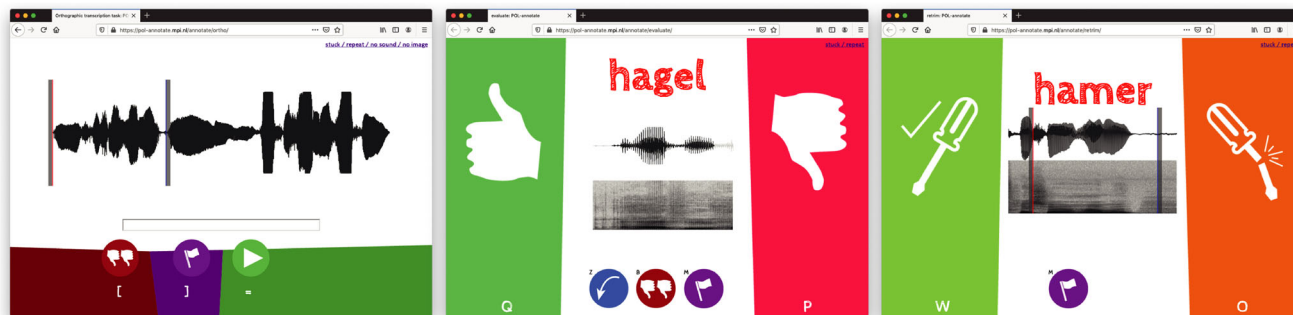 Orthographic transcription task: PO
https://pol-annotate.mpi.nl/annotate/ortho/
stuck / repeat / no sound / no image
[
]
=
evaluate: POL-annotate
https://pol-annotate.mpi.nl/annotate/evaluate/
stuck / repeat
hagel
Z
B
M
Q
P
retrim: POL-annotate
https://pol-annotate.mpi.nl/annotate/retrim/
stuck / repe
hamer
M
W
O